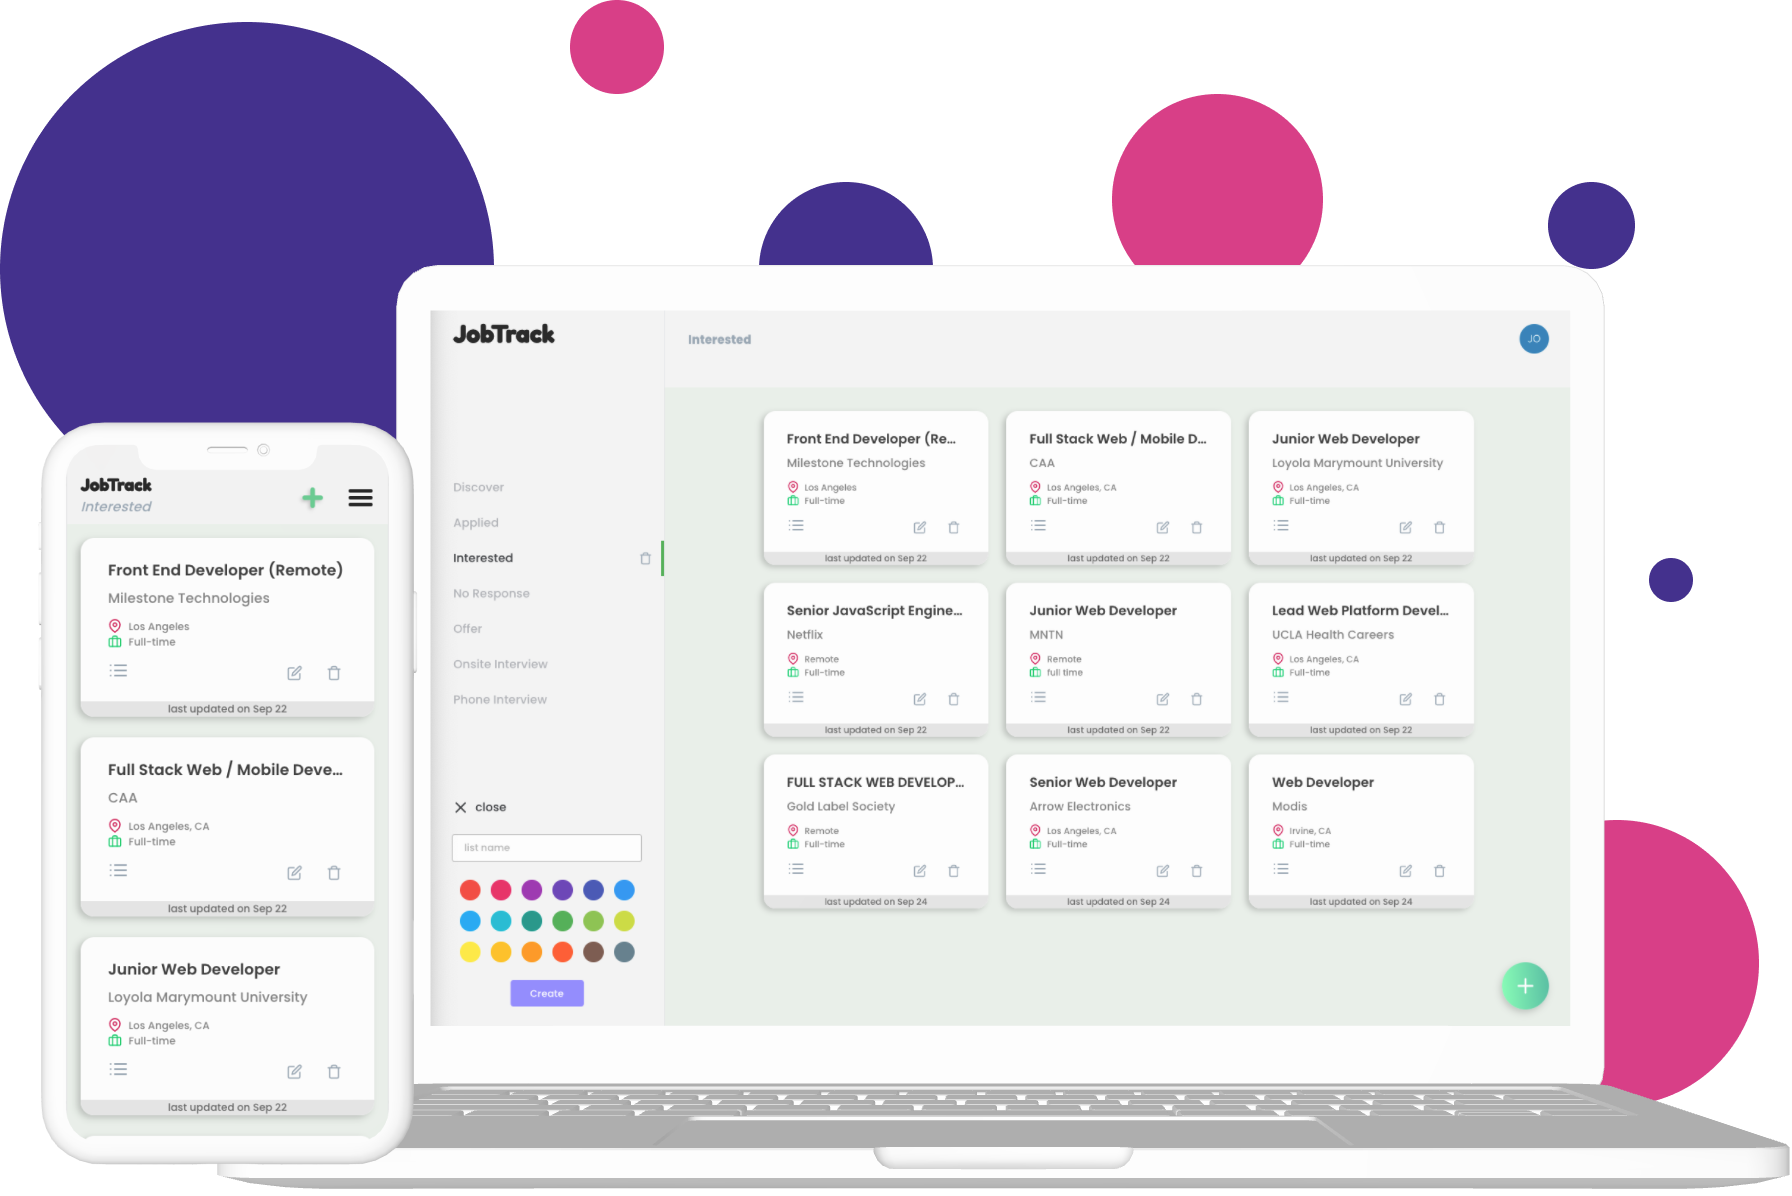 JobTrack
Interested
Front End Developer (Remote)
Milestone Technologies
Los Angeles
Full-time
last updated on Sep 22
Full Stack Web / Mobile Deve...
CAA
Los Angeles, CA
Full-time
last updated on Sep 22
Junior Web Developer
Loyola Marymount University
Los Angeles, CA
Full-time
last updated on Sep 22
JobTrack
Discover
Applied
Interested
No Response
Offer
Onsite Interview
Phone Interview
close
list name
Create
Interested
JO
Front End Developer (Re...
Milestone Technologies
Los Angeles
Full-time
last updated on Sep 22
Full Stack Web / Mobile D...
CAA
Los Angeles, CA
Full-time
last updated on Sep 22
Junior Web Developer
Loyola Marymount University
Los Angeles, CA
Full-time
last updated on Sep 22
Senior JavaScript Engine...
Netflix
Remote
Full-time
last updated on Sep 22
Junior Web Developer
MNTN
Remote
full time
last updated on Sep 22
Lead Web Platform Devel...
UCLA Health Careers
Los Angeles, CA
Full-time
last updated on Sep 22
FULL STACK WEB DEVELOP...
Gold Label Society
Remote
Full-time
last updated on Sep 24
Senior Web Developer
Arrow Electronics
Los Angeles, CA
Full-time
last updated on Sep 24
Web Developer
Modis
Irvine, CA
Full-time
last updated on Sep 24